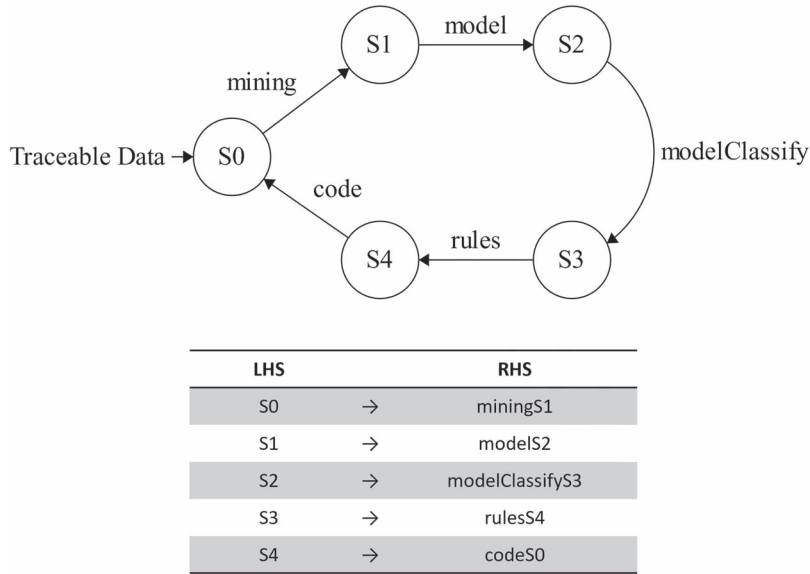 S1 model S2
mining
Traceable Data S0 modelClassify
code
S4 rules S3
LHS RHS
S0 → miningS1
S1 → modelS2
S2 → modelClassifyS3
S3 → rulesS4
S4 → codeS0